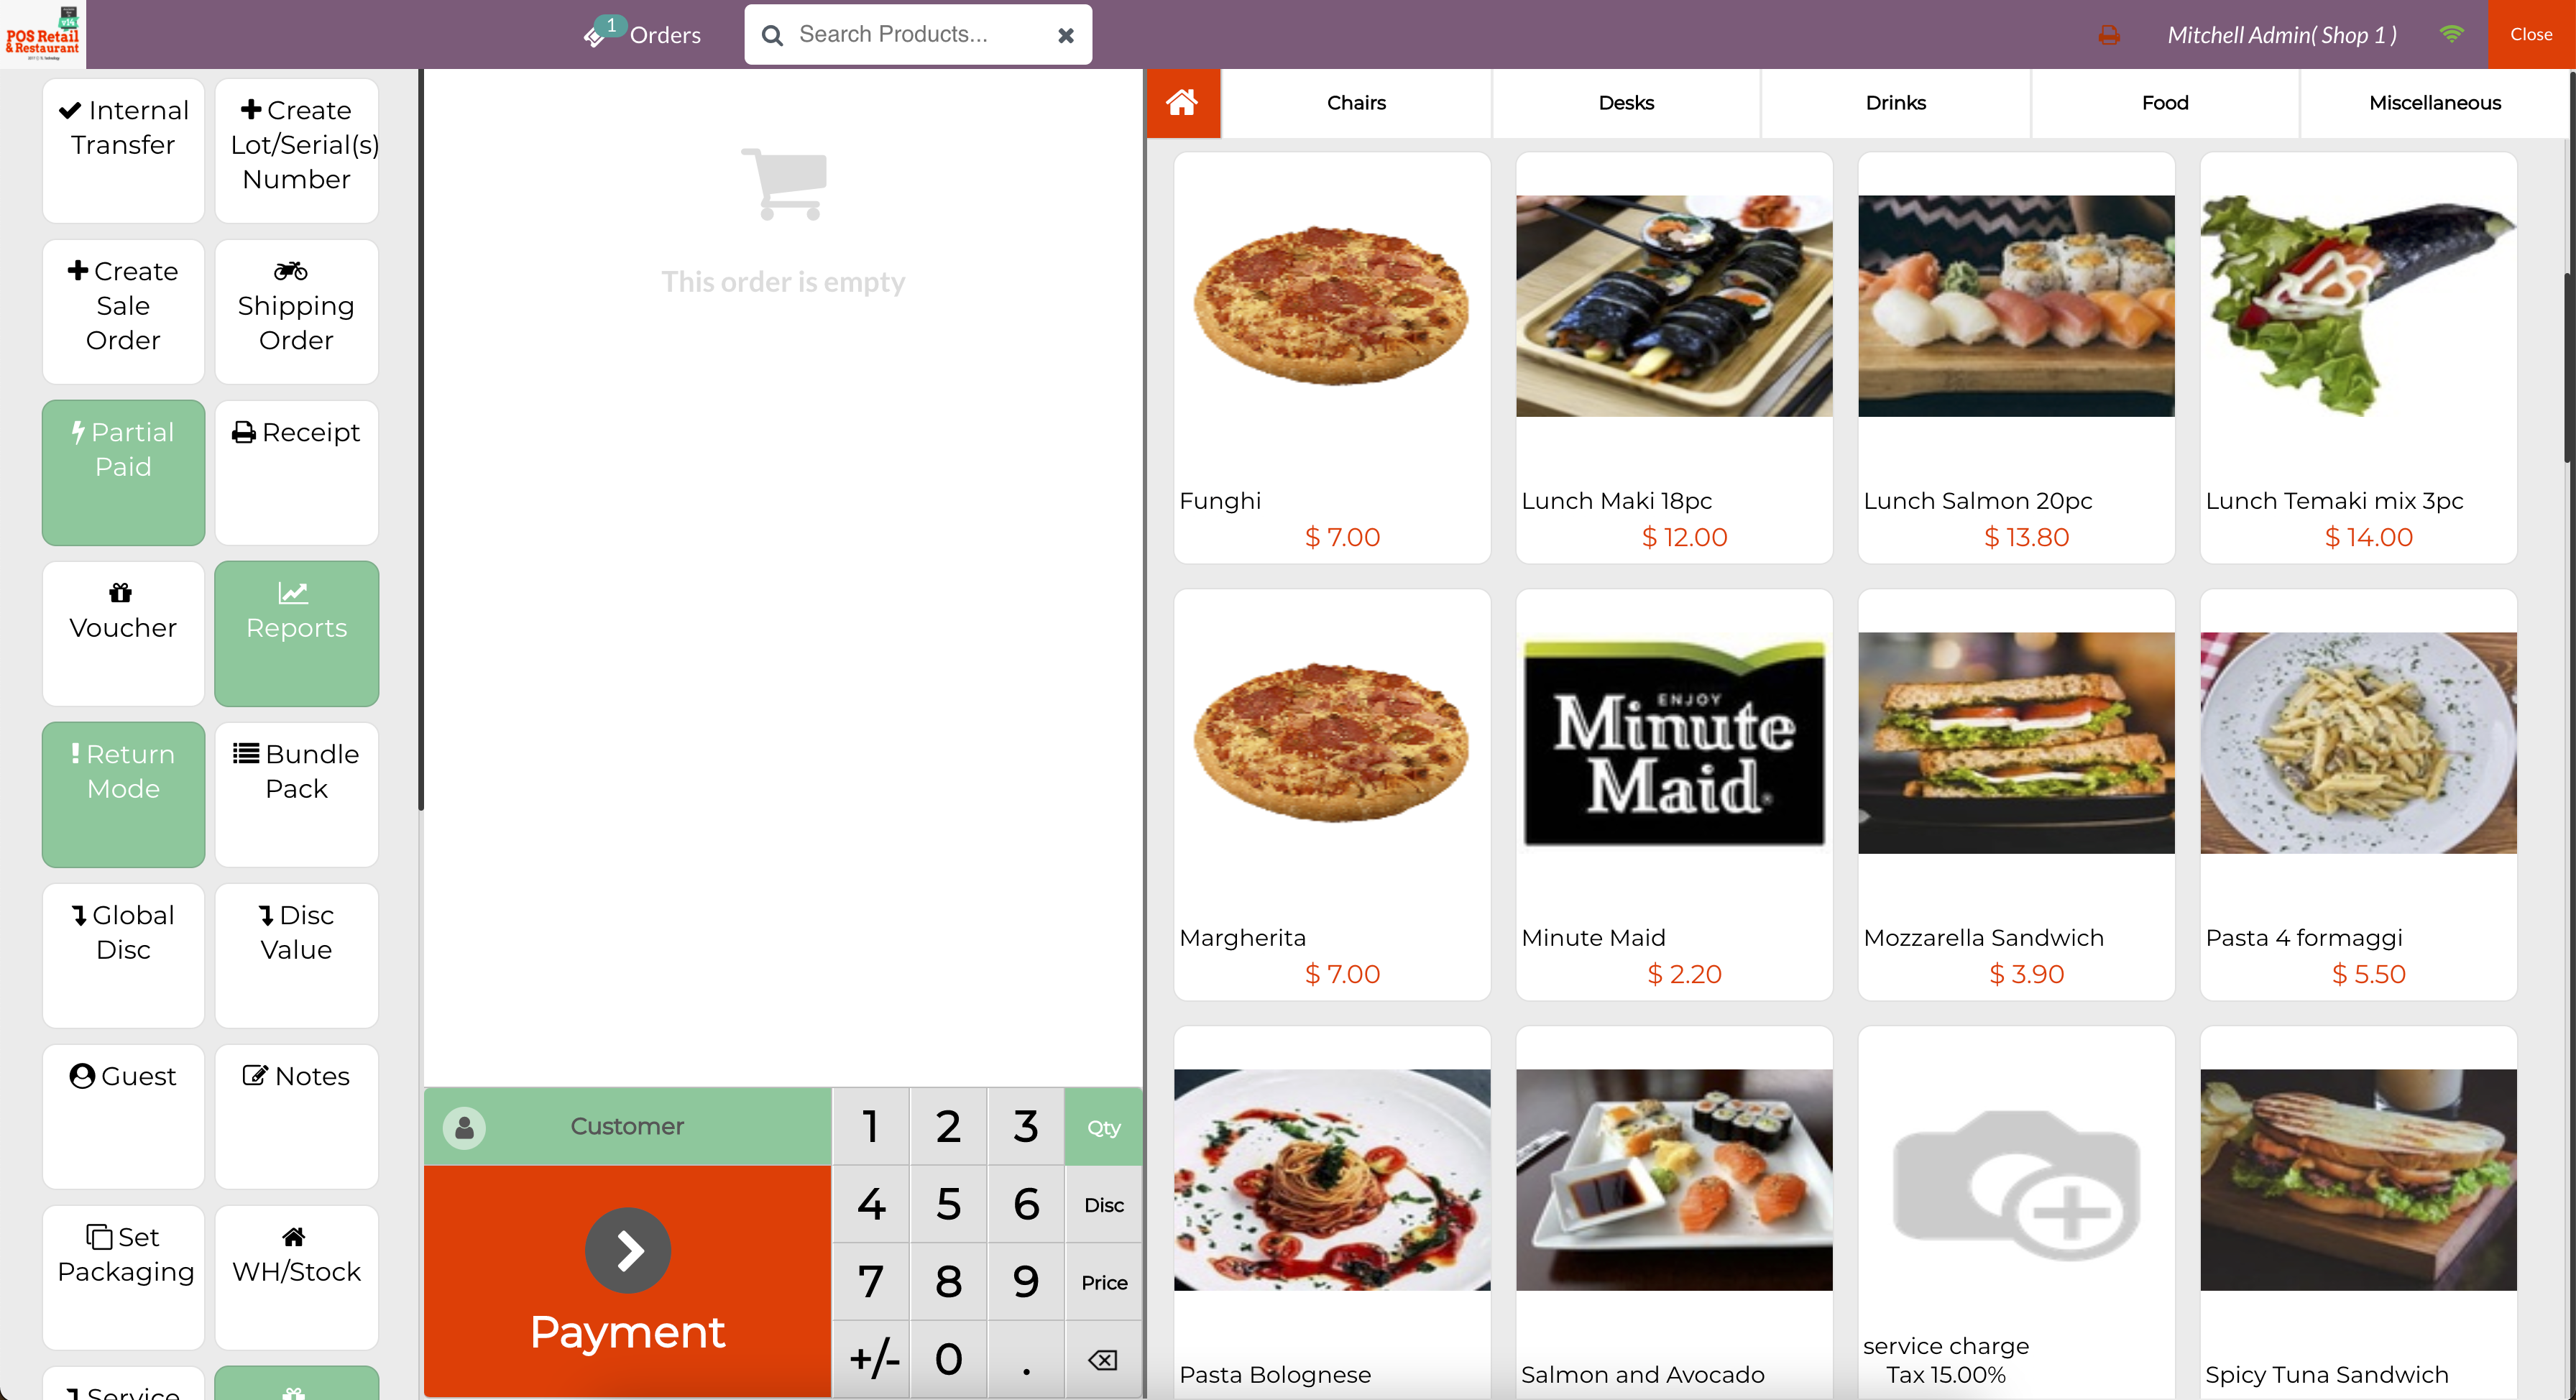 POS Retail
& Restaurant
1
Orders
Search Products...
Mitchell Admin( Shop 1 )
Close
Internal
Transfer
Create
Lot/Serial(s)
Number
Create
Sale
Order
Shipping
Order
Partial
Paid
Receipt
Voucher
Reports
Return
Mode
Bundle
Pack
Global
Disc
Disc
Value
Guest
Notes
Set
Packaging
WH/Stock
Service
This order is empty
Customer
Payment
1
2
3
Qty
4
5
6
Disc
7
8
9
Price
+/-
0
.
Chairs
Desks
Drinks
Food
Miscellaneous
Funghi
$ 7.00
Lunch Maki 18pc
$ 12.00
Lunch Salmon 20pc
$ 13.80
Lunch Temaki mix 3pc
$ 14.00
Margherita
$ 7.00
ENJOY
Minute
Maid
Minute Maid
$ 2.20
Mozzarella Sandwich
$ 3.90
Pasta 4 formaggi
$ 5.50
Pasta Bolognese
Salmon and Avocado
service charge
Tax 15.00%
Spicy Tuna Sandwich